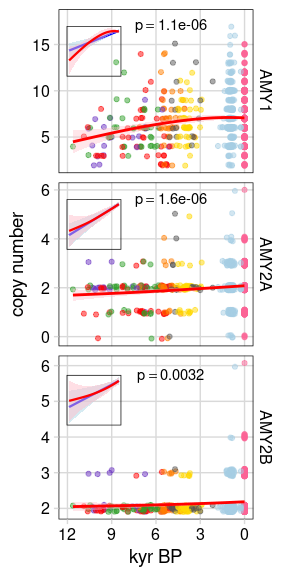 p = 1.1e-06
15
10
5
AMY1
p = 1.6e-06
6
4
2
0
AMY2A
copy number
p = 0.0032
6
5
4
3
2
AMY2B
12 9 6 3 0
kyr BP